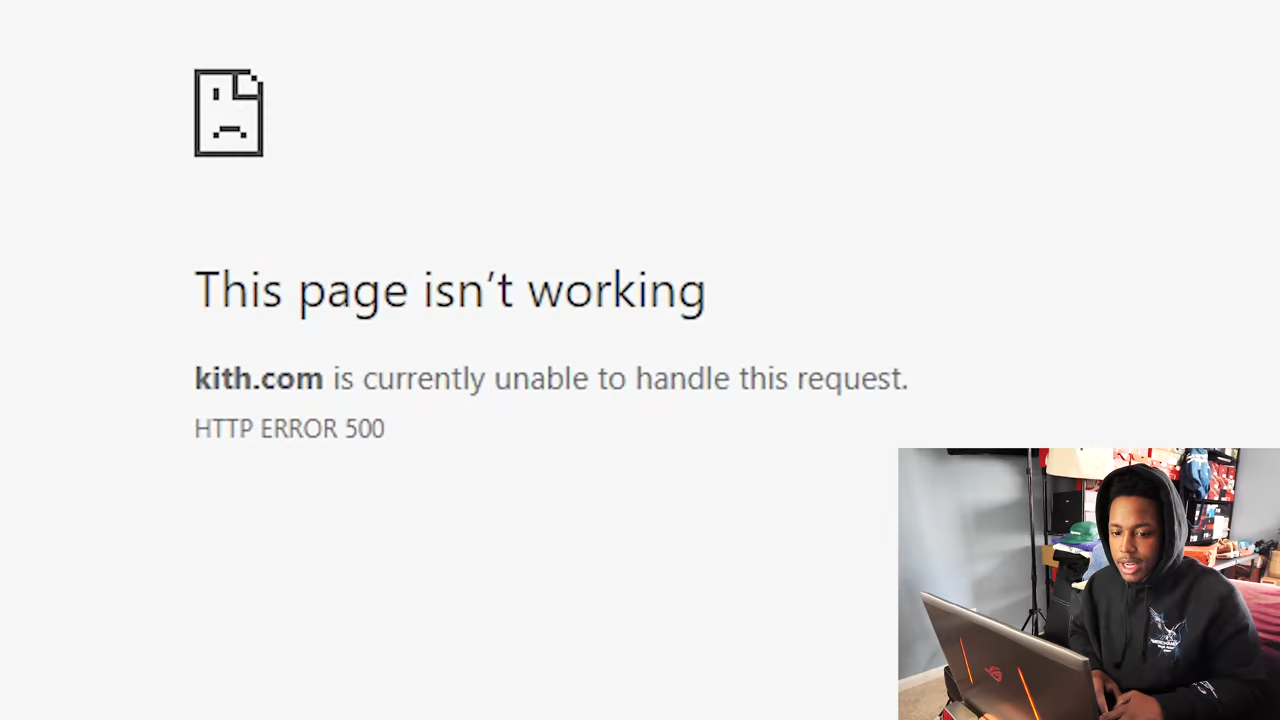 This page isn’t working
kith.com is currently unable to handle this request.
HTTP ERROR 500